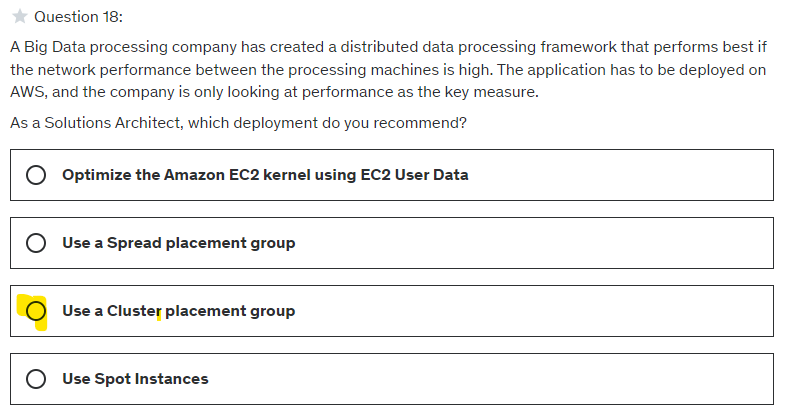 Question 18:
A Big Data processing company has created a distributed data processing framework that performs best if
the network performance between the processing machines is high. The application has to be deployed on
AWS, and the company is only looking at performance as the key measure.
As a Solutions Architect, which deployment do you recommend?
Optimize the Amazon EC2 kernel using EC2 User Data
Use a Spread placement group
Use a Cluster placement group
Use Spot Instances